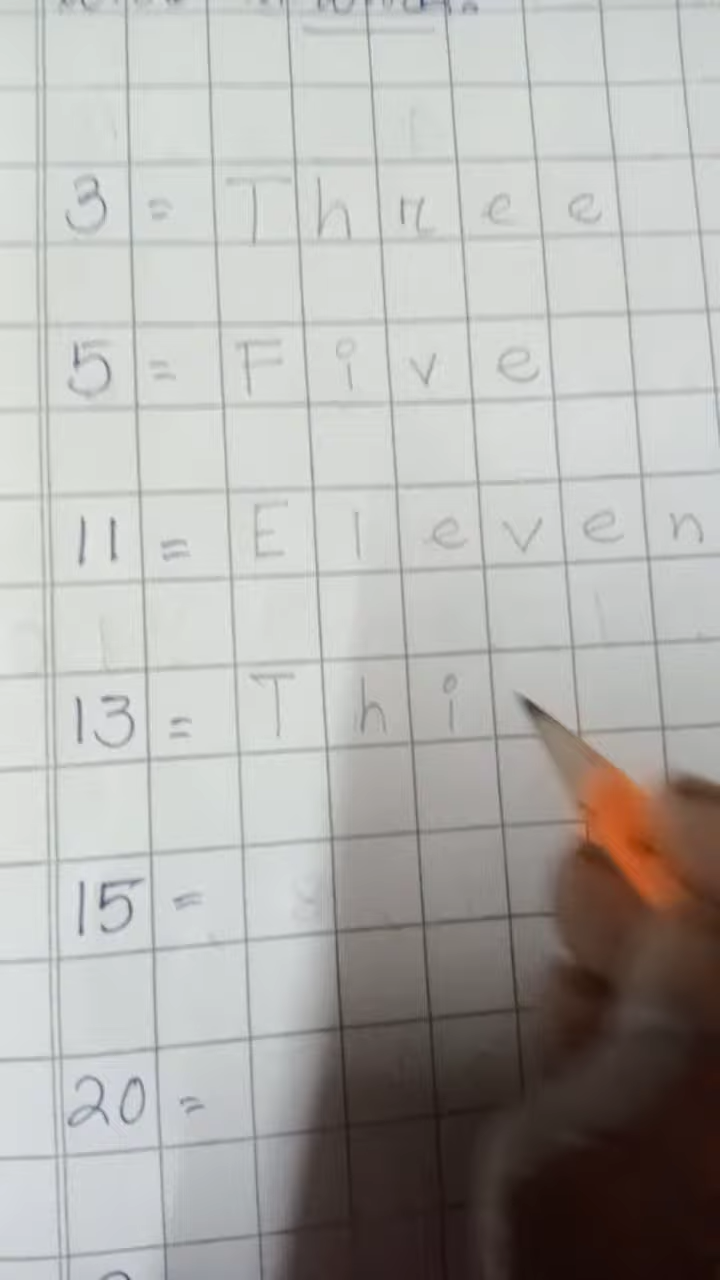 3 = Three
5 = Five
11 = Eleven
13 = Thi
15 =
20 =